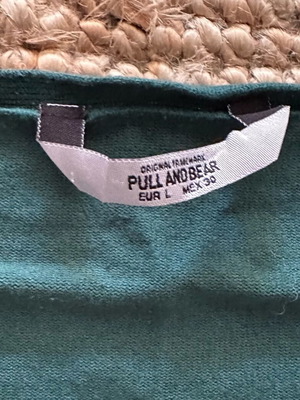 ORIGINAL TRADEMARK
PULL AND BEAR
EUR L MEX 30